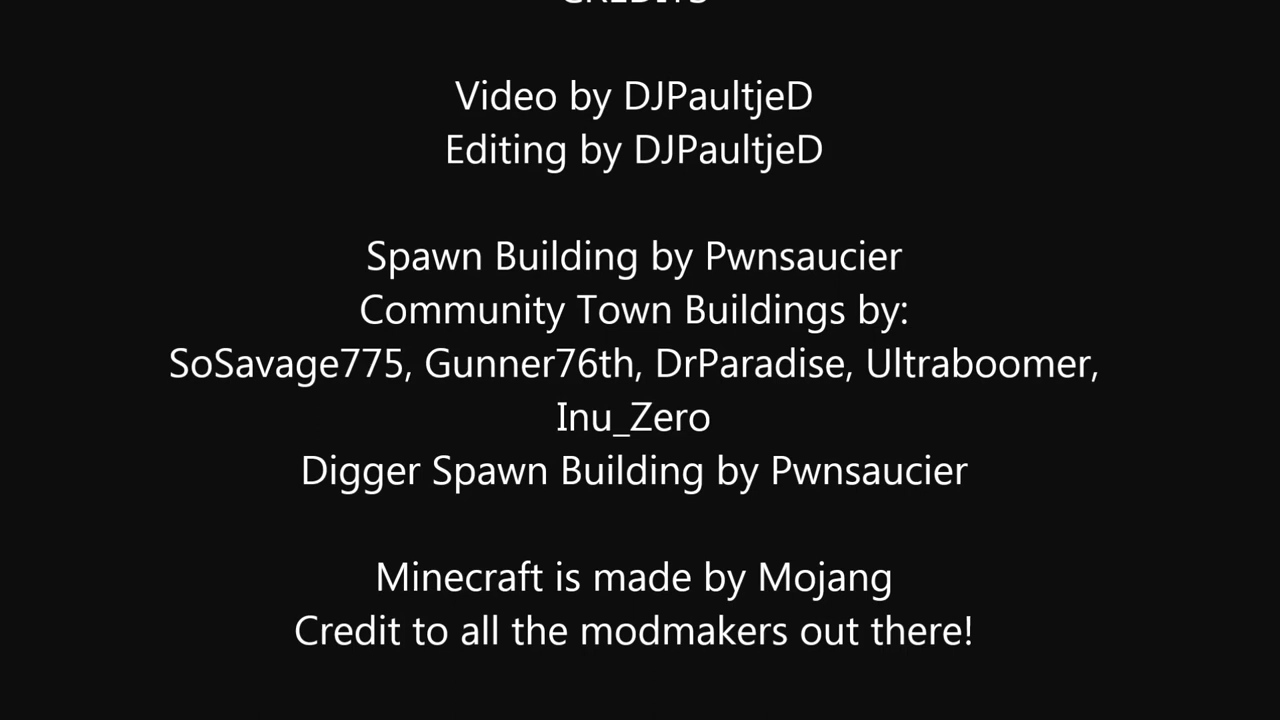 CREDITS
Video by DJPaultjeD
Editing by DJPaultjeD
Spawn Building by Pwnsaucier
Community Town Buildings by:
SoSavage775, Gunner76th, DrParadise, Ultraboomer,
Inu_Zero
Digger Spawn Building by Pwnsaucier
Minecraft is made by Mojang
Credit to all the modmakers out there!